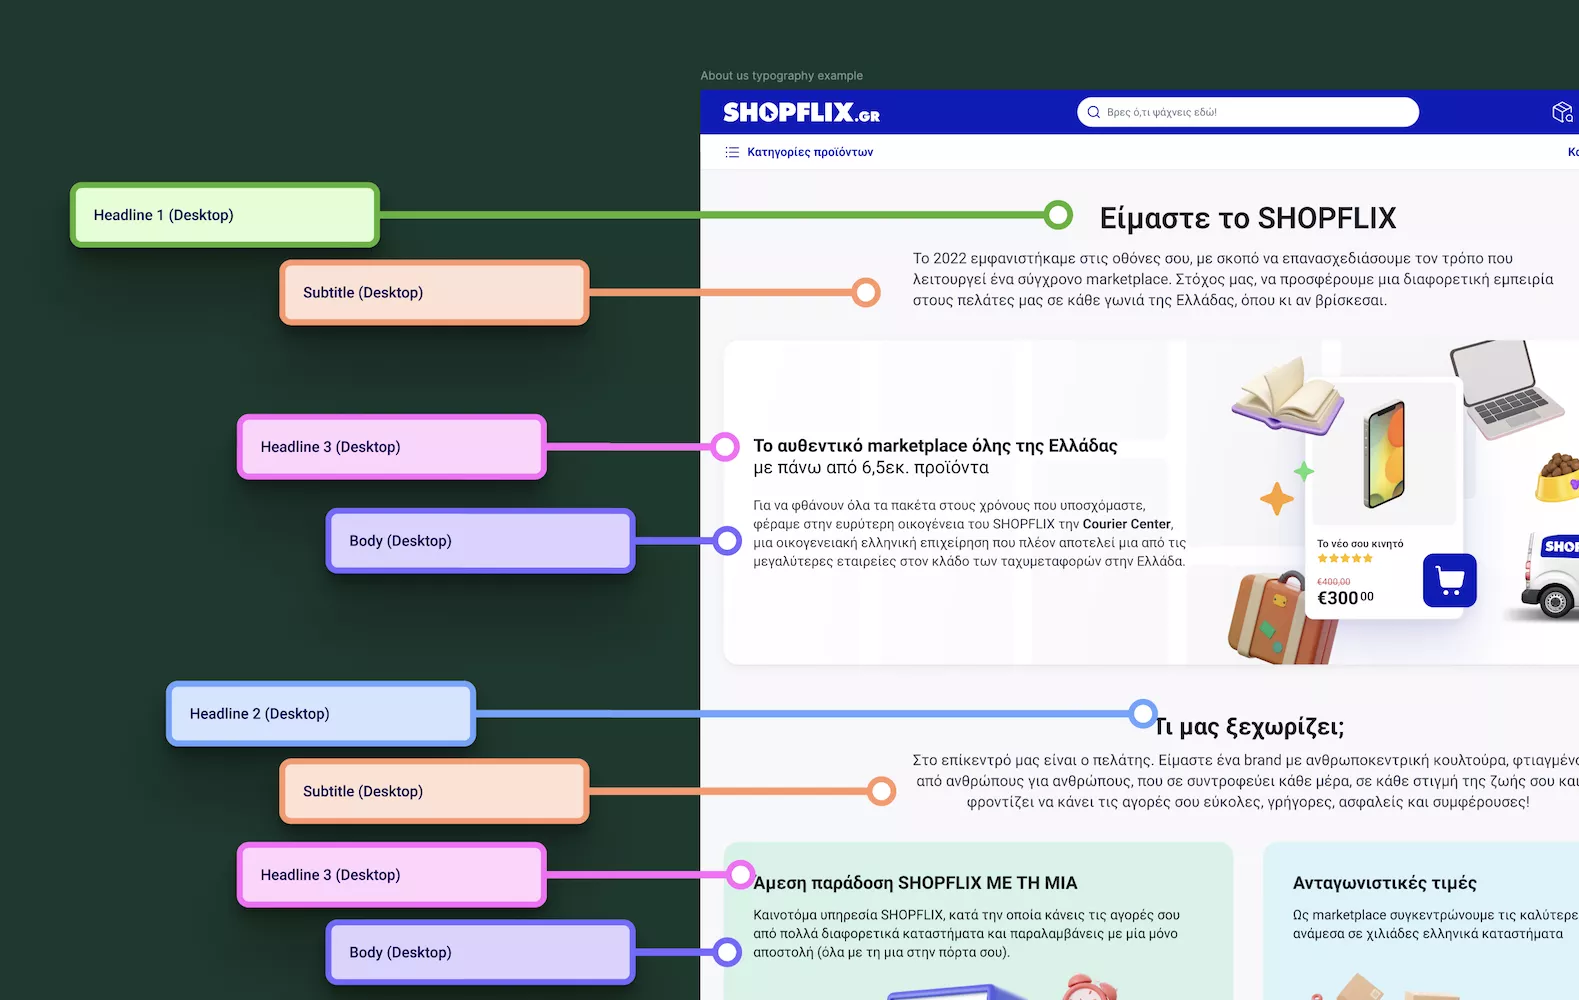 About us typography example
SHOPFLIX.GR
Βρες ό,τι ψάχνεις εδώ!
Κατηγορίες προϊόντων
Headline 1 (Desktop)
Είμαστε το SHOPFLIX
Subtitle (Desktop)
Το 2022 εμφανιστήκαμε στις οθόνες σου, με σκοπό να επανασχεδιάσουμε τον τρόπο που
λειτουργεί ένα σύγχρονο marketplace. Στόχος μας, να προσφέρουμε μια διαφορετική εμπειρία
στους πελάτες μας σε κάθε γωνιά της Ελλάδας, όπου κι αν βρίσκεσαι.
Headline 3 (Desktop)
Το αυθεντικό marketplace όλης της Ελλάδας
με πάνω από 6,5εκ. προϊόντα
Body (Desktop)
Για να φθάνουν όλα τα πακέτα στους χρόνους που υποσχόμαστε,
φέραμε στην ευρύτερη οικογένεια του SHOPFLIX την Courier Center,
μια οικογενειακή ελληνική επιχείρηση που πλέον αποτελεί μια από τις
μεγαλύτερες εταιρείες στον κλάδο των ταχυμεταφορών στην Ελλάδα.
Το νέο σου κινητό
€400,00
€300 00
SHOP
Headline 2 (Desktop)
Τι μας ξεχωρίζει;
Subtitle (Desktop)
Στο επίκεντρό μας είναι ο πελάτης. Είμαστε ένα brand με ανθρωποκεντρική κουλτούρα, φτιαγμένο
από ανθρώπους για ανθρώπους, που σε συντροφεύει κάθε μέρα, σε κάθε στιγμή της ζωής σου και
φροντίζει να κάνει τις αγορές σου εύκολες, γρήγορες, ασφαλείς και συμφέρουσες!
Headline 3 (Desktop)
Άμεση παράδοση SHOPFLIX ΜΕ ΤΗ ΜΙΑ
Body (Desktop)
Καινοτόμα υπηρεσία SHOPFLIX, κατά την οποία κάνεις τις αγορές σου
από πολλά διαφορετικά καταστήματα και παραλαμβάνεις με μία μόνο
αποστολή (όλα με τη μια στην πόρτα σου).
Ανταγωνιστικές τιμές
Ως marketplace συγκεντρώνουμε τις καλύτερε
ανάμεσα σε χιλιάδες ελληνικά καταστήματα